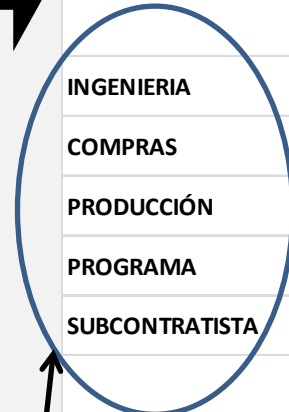 INGENIERIA
COMPRAS
PRODUCCIÓN
PROGRAMA
SUBCONTRATISTA